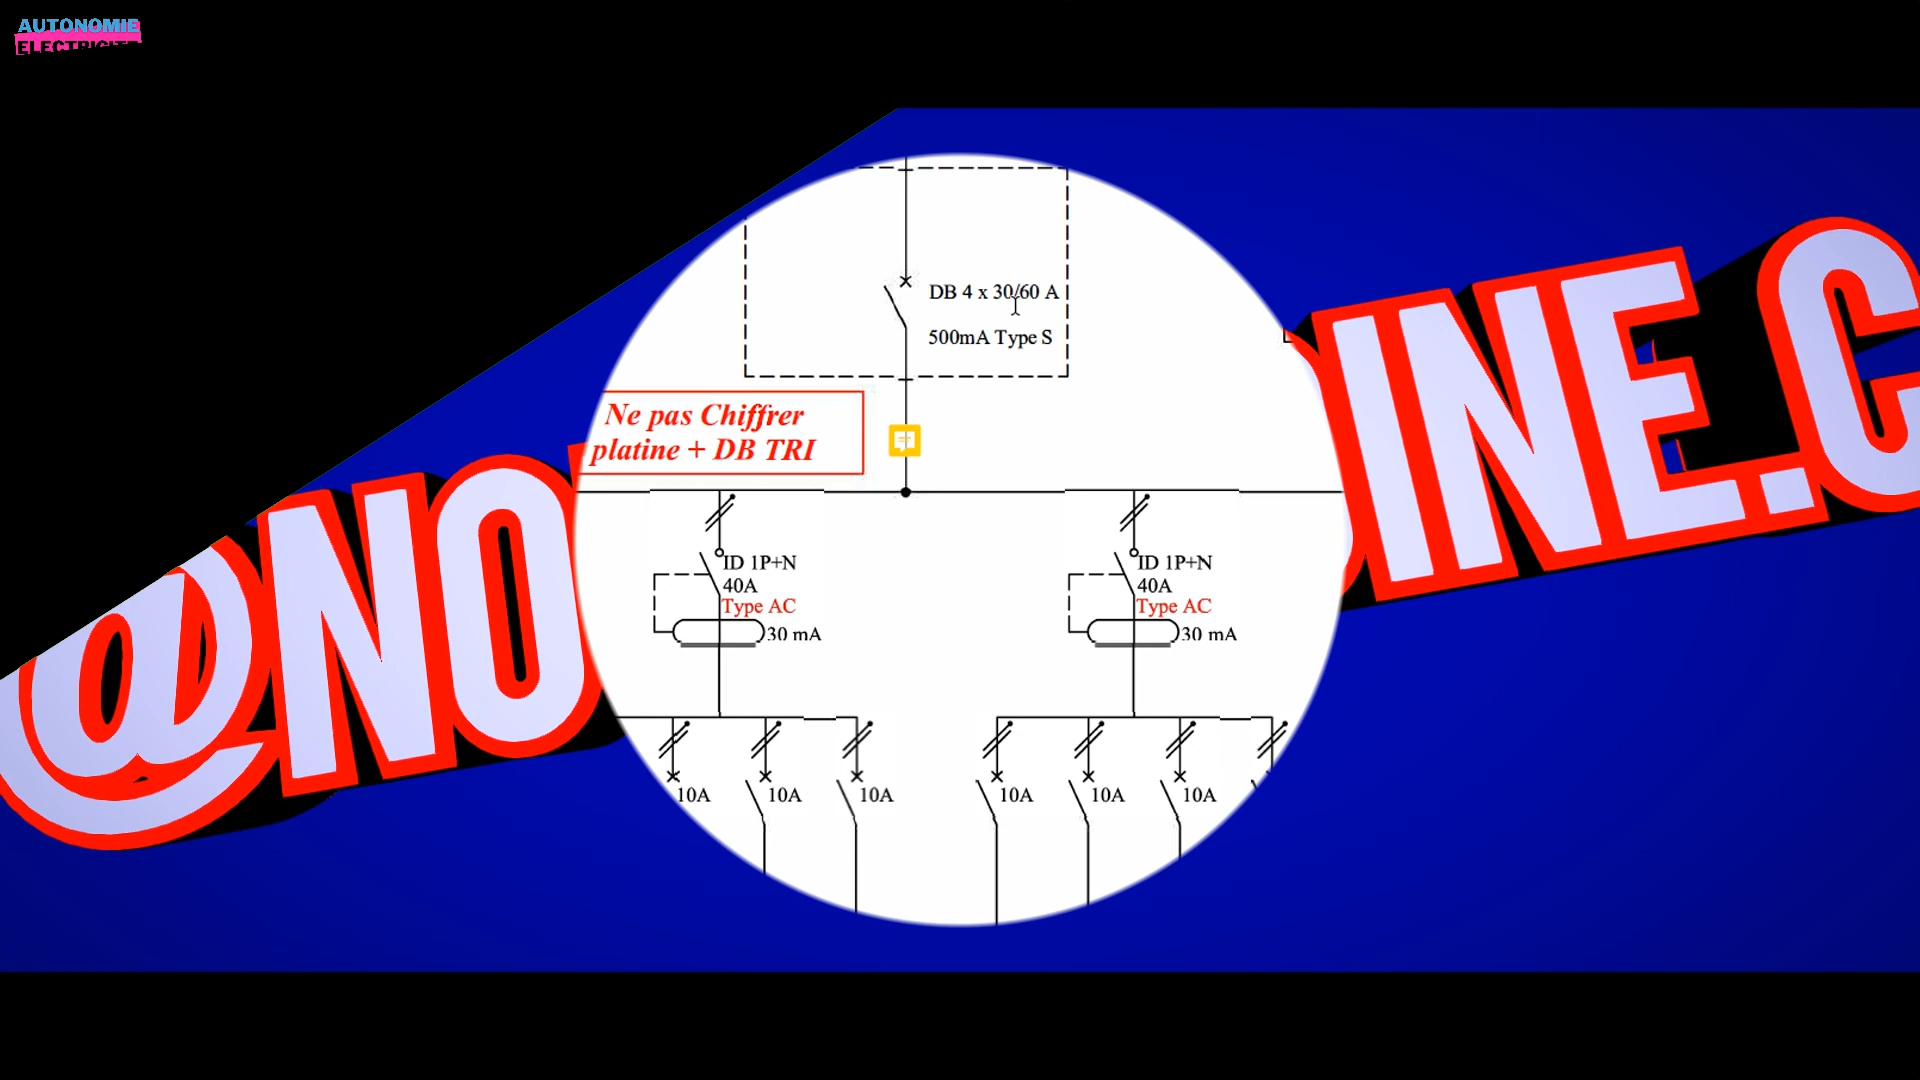 AUTONOMIE
ELECTRICITE
DB 4 x 30/60 A
500mA Type S
Ne pas Chiffrer
platine + DB TRI
ID 1P+N
40A
Type AC
30 mA
ID 1P+N
40A
Type AC
30 mA
10A
10A
10A
10A
10A
10A
@NO
INE.C